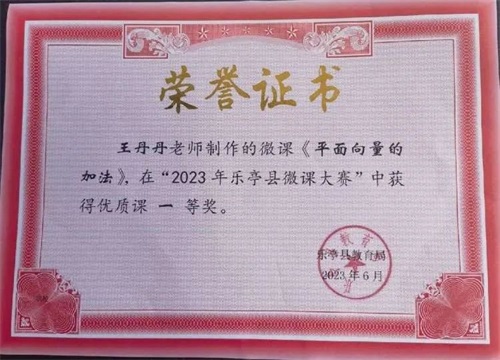 荣誉证书
王丹丹老师制作的微课《平面向量的
加法》，在“2023年乐亭县微课大赛”中获
得优质课 一 等奖。
乐亭县教育局
2023年6月